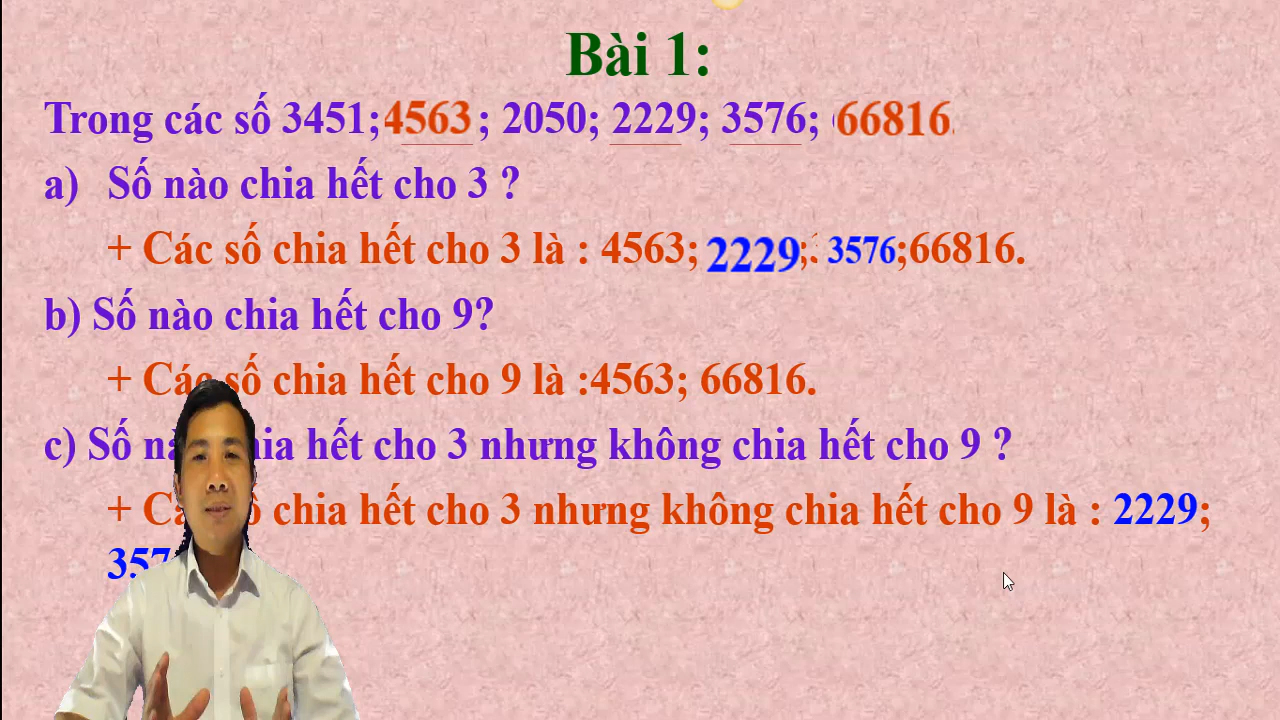 Bài 1:
Trong các số 3451; 4563 ; 2050; 2229; 3576; 66816.
a) Số nào chia hết cho 3 ?
+ Các số chia hết cho 3 là : 4563; 2229; 3576;66816.
b) Số nào chia hết cho 9?
+ Các số chia hết cho 9 là :4563; 66816.
c) Số chia hết cho 3 nhưng không chia hết cho 9 ?
+ chia hết cho 3 nhưng không chia hết cho 9 là : 2229;